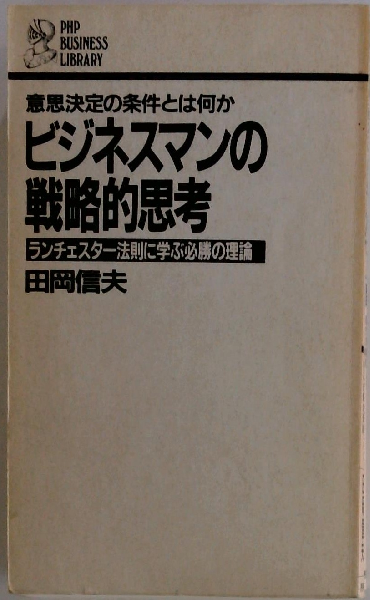 PHP
BUSINESS
LIBRARY
意思決定の条件とは何か
ビジネスマンの
戦略的思考
ランチェスター法則に学ぶ必勝の理論
田岡信夫